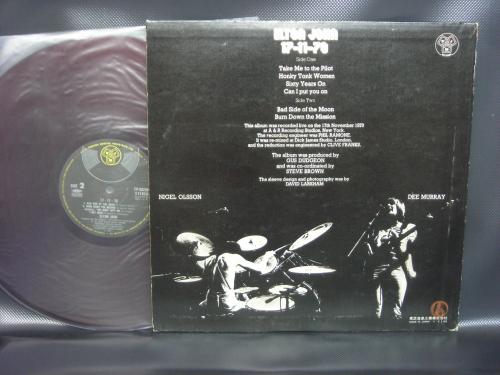 ELTON JOHN
17-11-70
Side One
Take Me to the Pilot
Honky Tonk Women
Sixty Years On
Can I put you on
Side Two
Bad Side of the Moon
Burn Down the Mission
This album was recorded live on the 17th November 1970
at A & R Recording Studios, New York.
The recording engineer was PHIL RAMONE.
It was re-mixed at Dick James Studio, London,
and the reduction was engineered by CLIVE FRANKS.
The album was produced by
GUS DUDGEON
and was co-ordinated by
STEVE BROWN
The sleeve design and photography was by
DAVID LARKHAM
NIGEL OLSSON
DEE MURRAY
2